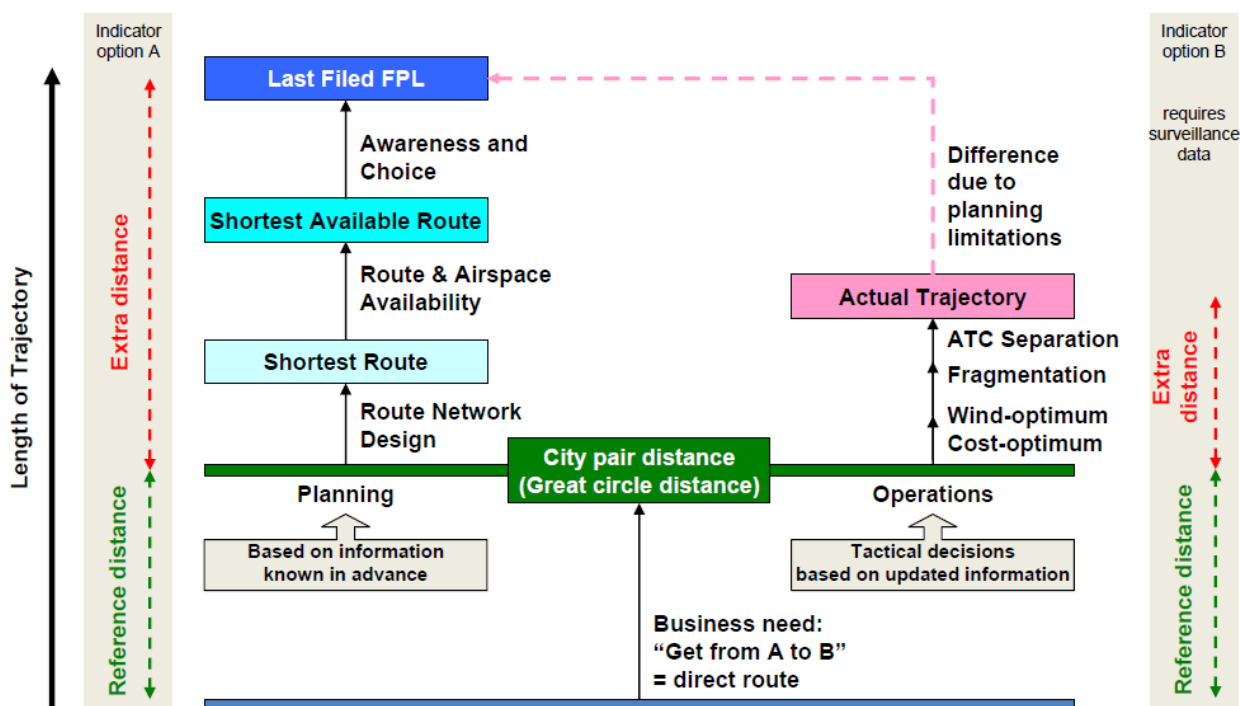 Indicator
option A
Length of Trajectory
Extra distance
Reference distance
Last Filed FPL
Awareness and
Choice
Shortest Available Route
Route & Airspace
Availability
Shortest Route
Route Network
Design
City pair distance
(Great circle distance)
Planning
Based on information
known in advance
Business need:
“Get from A to B”
= direct route
Difference
due to
planning
limitations
Actual Trajectory
ATC Separation
Fragmentation
Wind-optimum
Cost-optimum
Operations
Tactical decisions
based on updated information
Indicator
option B
requires
surveillance
data
Extra
distance
Reference distance